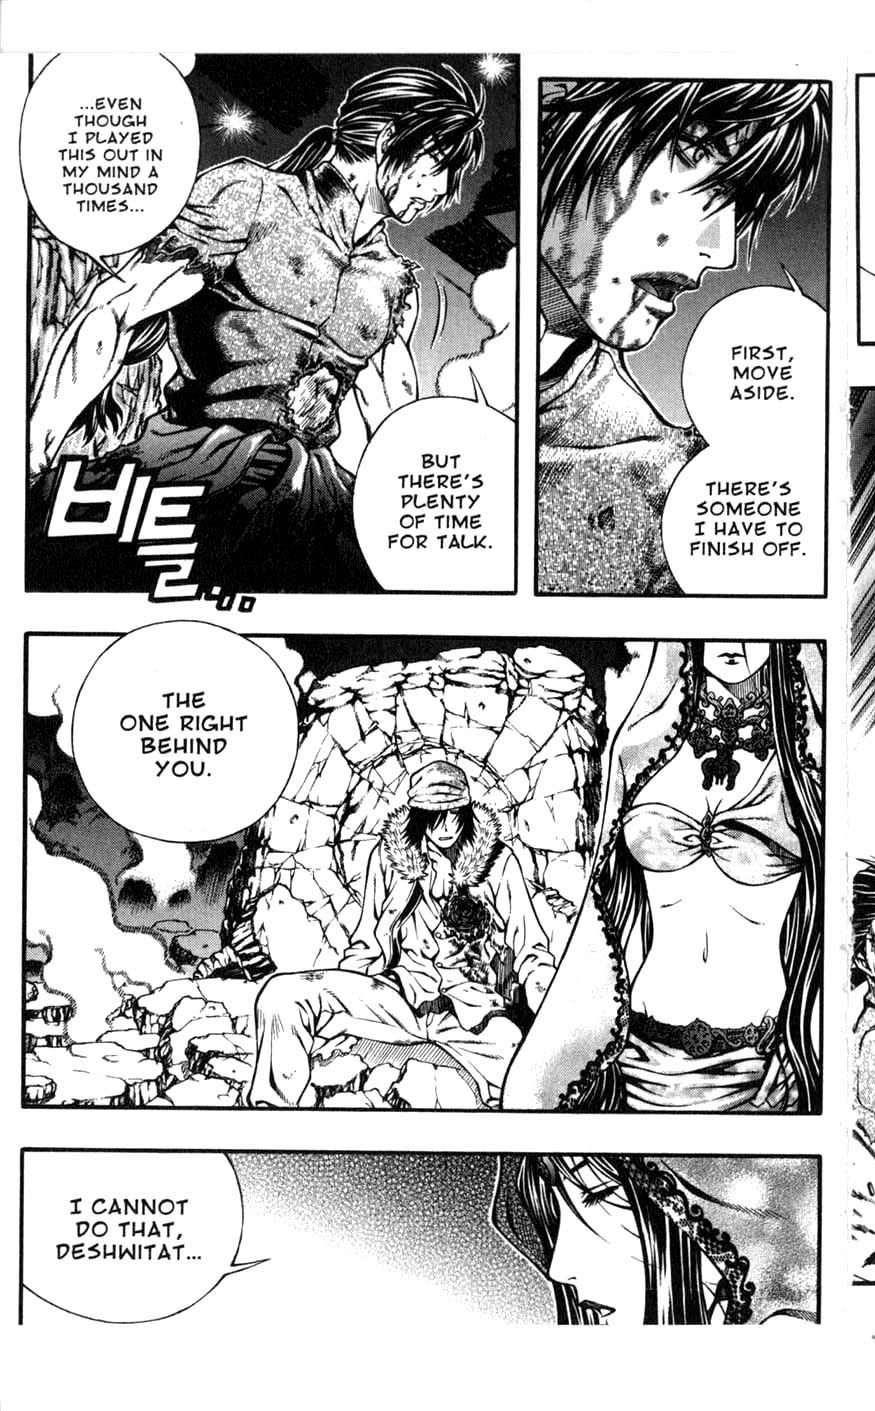 ...EVEN
THOUGH
I PLAYED
THIS OUT IN
MY MIND A
THOUSAND
TIMES...
BUT
THERE'S
PLENTY
OF TIME
FOR TALK.
비틀...
FIRST,
MOVE
ASIDE.
THERE'S
SOMEONE
I HAVE TO
FINISH OFF.
THE
ONE RIGHT
BEHIND
YOU.
I CANNOT
DO THAT,
DESHWITAT...